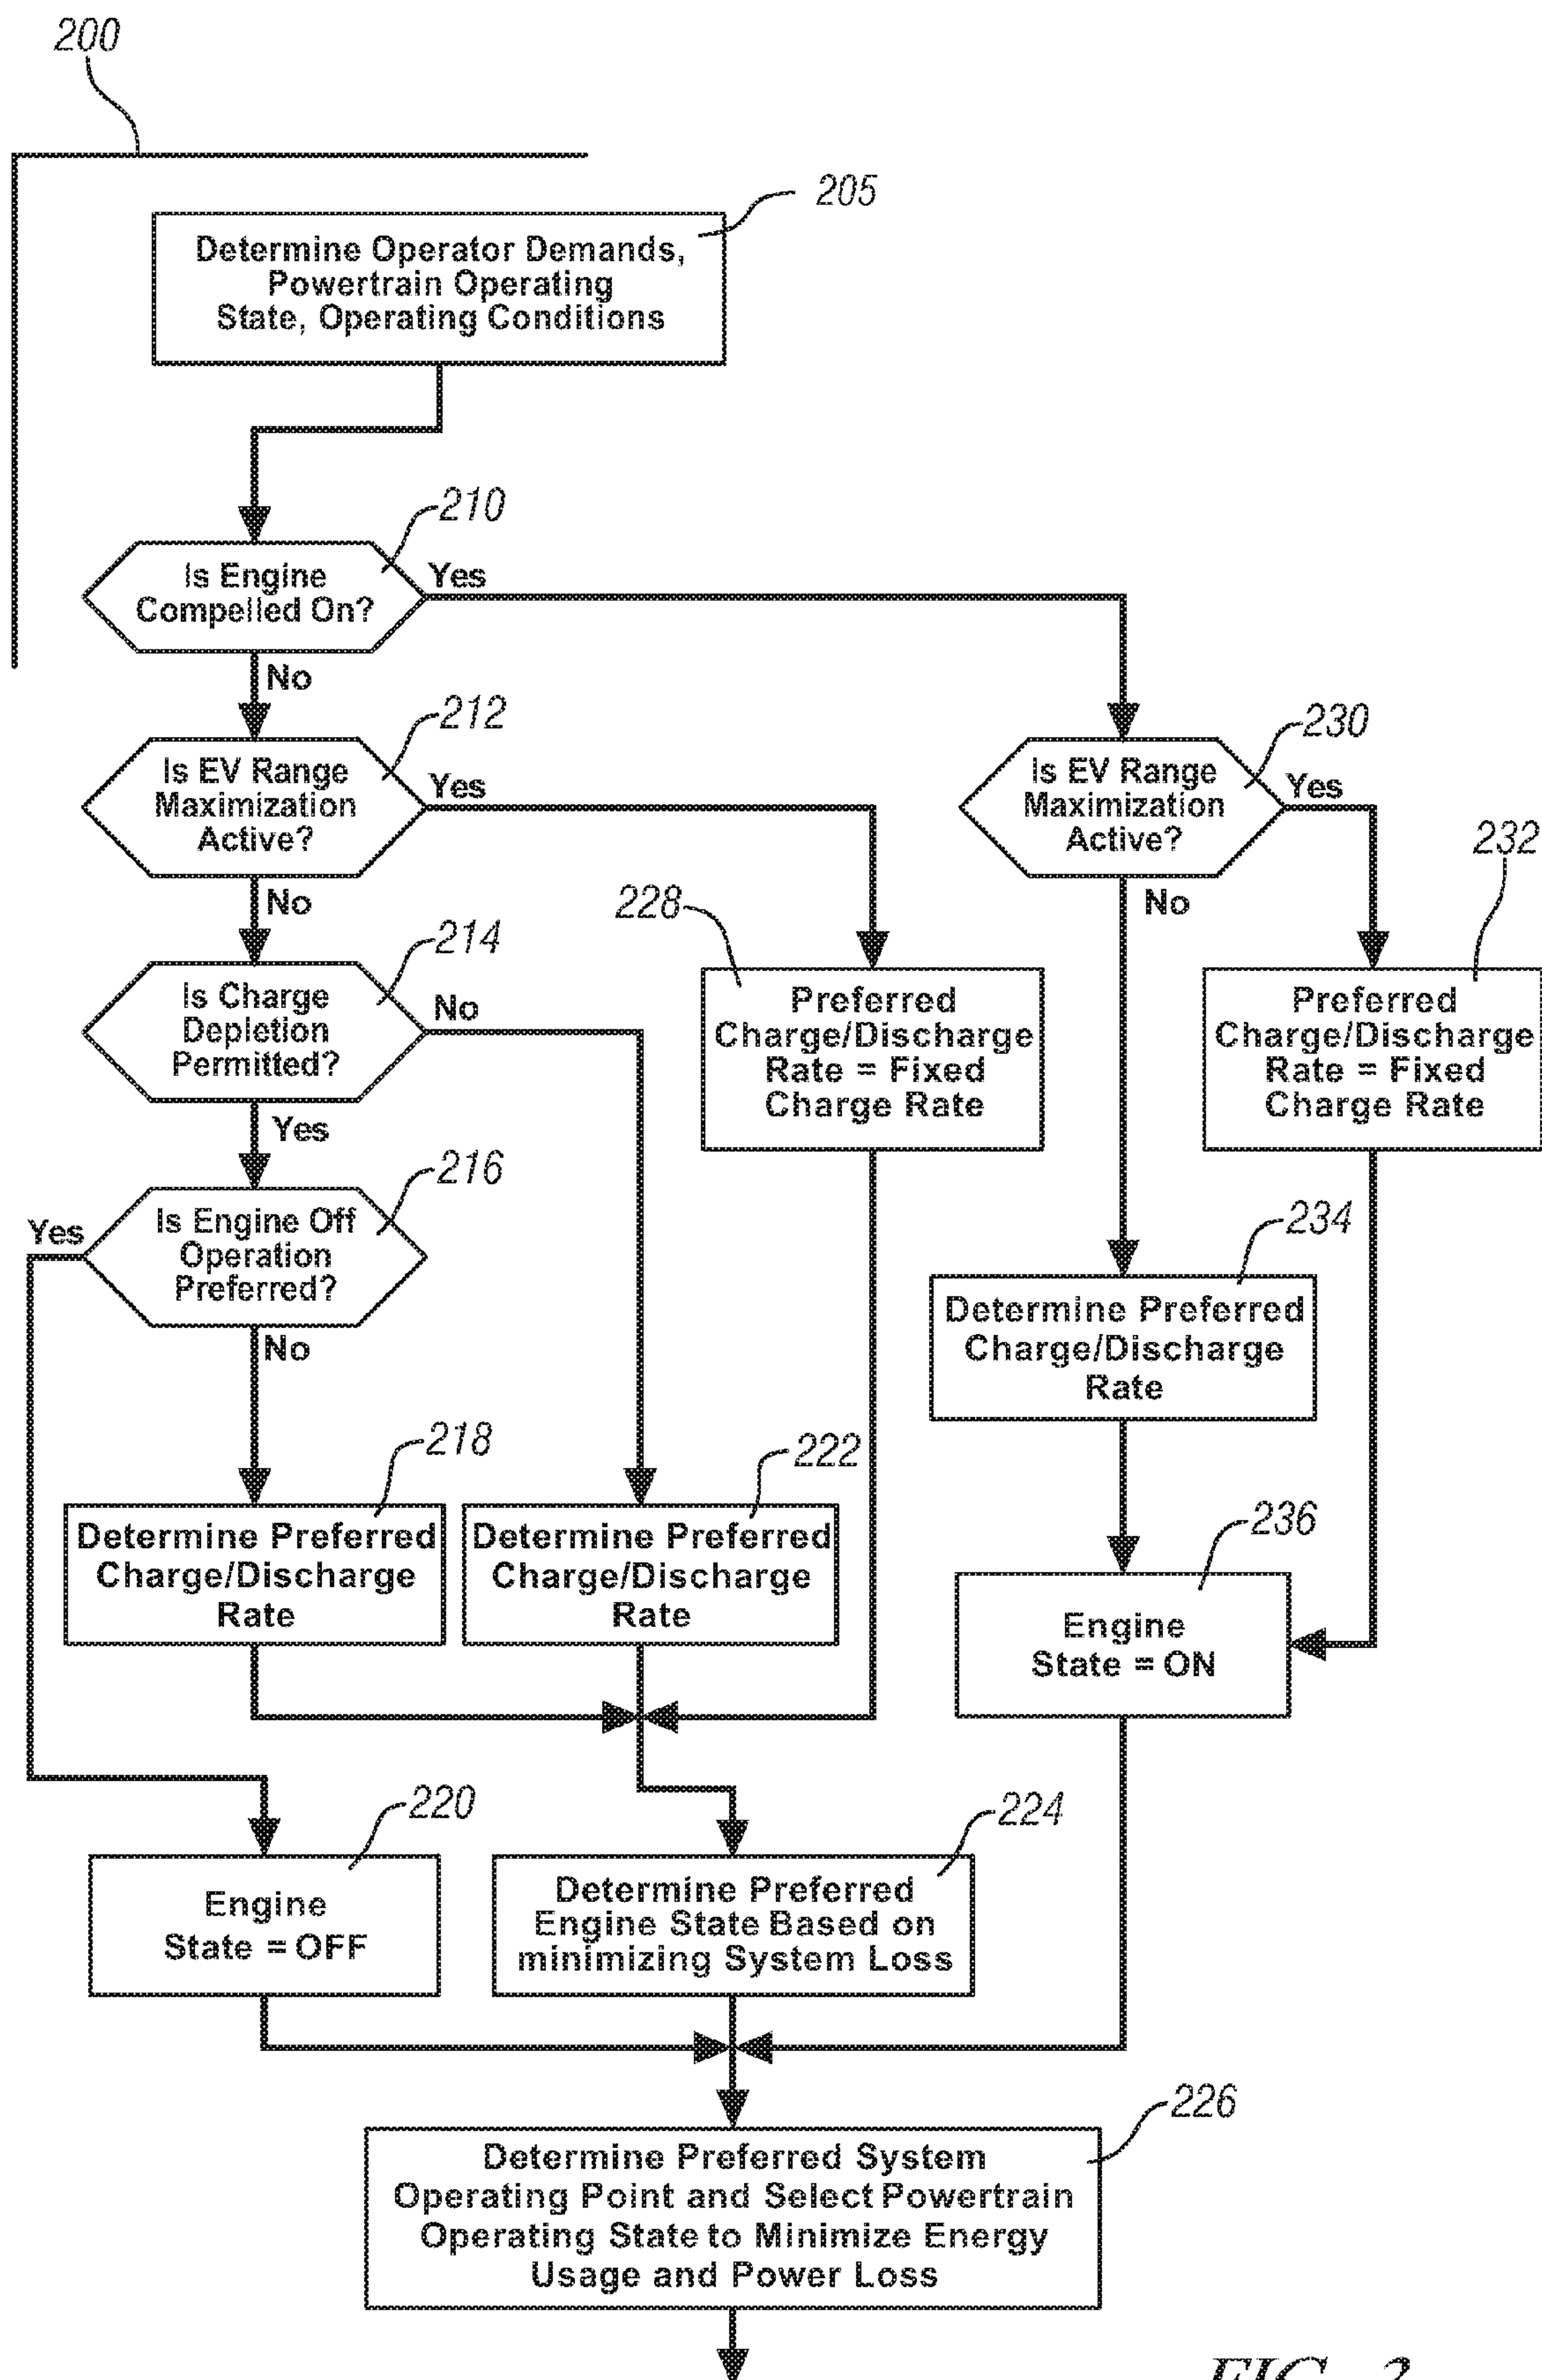 200
205
Determine Operator Demands,
Powertrain Operating
State, Operating Conditions
210
Is Engine
Compelled On?
Yes
No
212
Is EV Range
Maximization
Active?
Yes
No
230
Is EV Range
Maximization
Active?
Yes
No
232
Preferred
Charge/Discharge
Rate = Fixed
Charge Rate
228
Preferred
Charge/Discharge
Rate = Fixed
Charge Rate
214
Is Charge
Depletion
Permitted?
No
Yes
216
Is Engine Off
Operation
Preferred?
Yes
No
234
Determine Preferred
Charge/Discharge
Rate
218
Determine Preferred
Charge/Discharge
Rate
222
Determine Preferred
Charge/Discharge
Rate
236
Engine
State = ON
220
Engine
State = OFF
224
Determine Preferred
Engine State Based on
minimizing System Loss
226
Determine Preferred System
Operating Point and Select Powertrain
Operating State to Minimize Energy
Usage and Power Loss